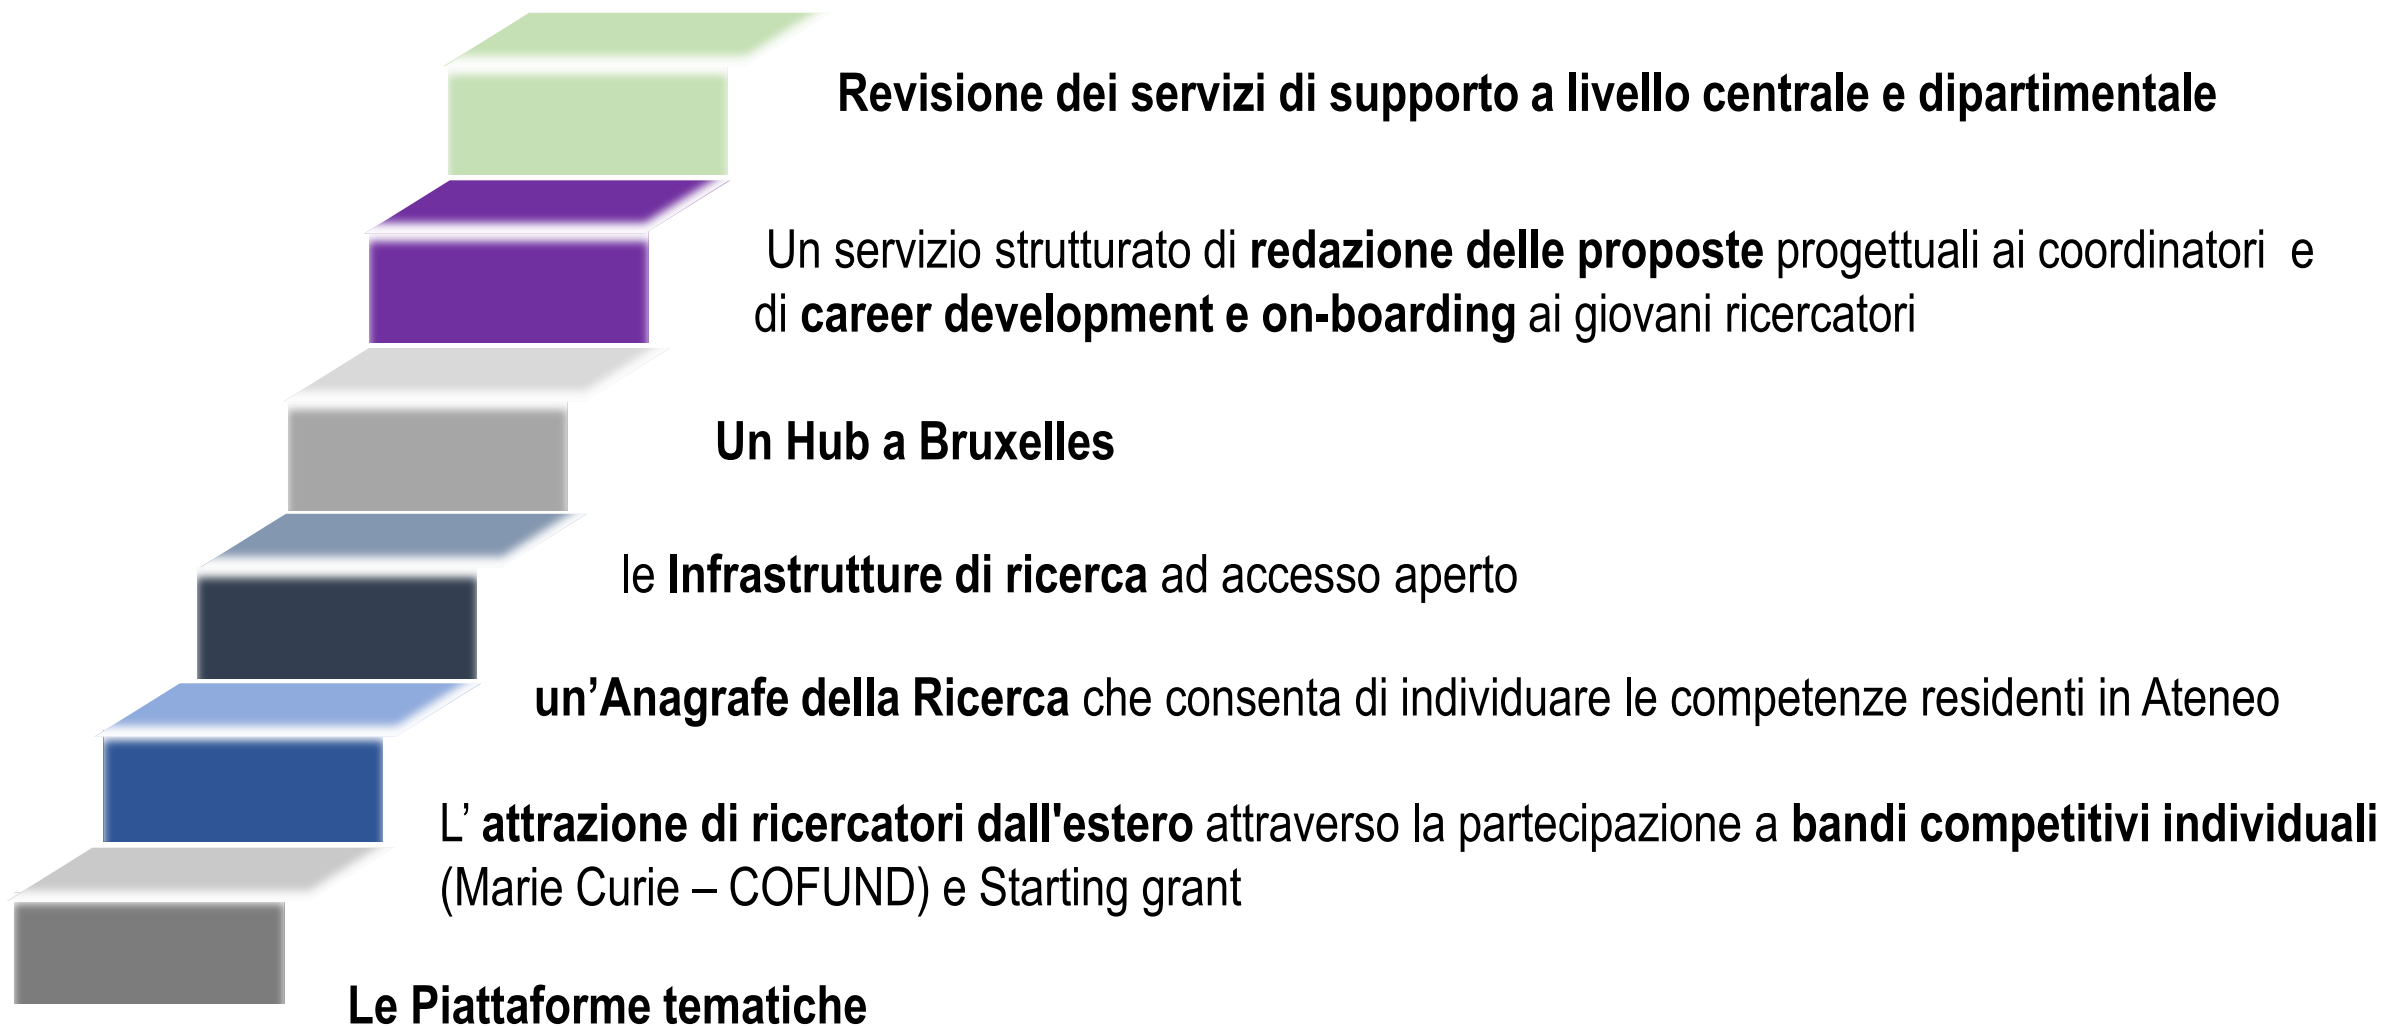 Revisione dei servizi di supporto a livello centrale e dipartimentale
Un servizio strutturato di redazione delle proposte progettuali ai coordinatori e
di career development e on-boarding ai giovani ricercatori
Un Hub a Bruxelles
le Infrastrutture di ricerca ad accesso aperto
un’Anagrafe della Ricerca che consenta di individuare le competenze residenti in Ateneo
L’ attrazione di ricercatori dall'estero attraverso la partecipazione a bandi competitivi individuali
(Marie Curie – COFUND) e Starting grant
Le Piattaforme tematiche